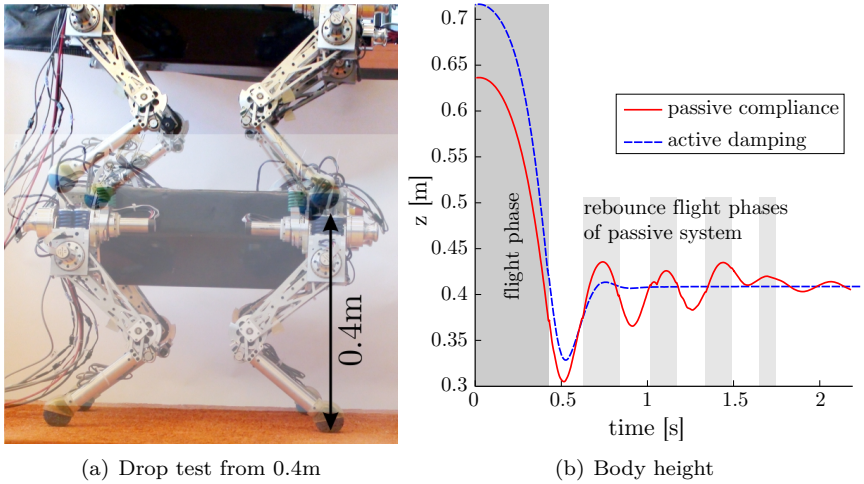 0.4m
(a) Drop test from 0.4m
z [m]
0.7
0.65
0.6
0.55
0.5
0.45
0.4
0.35
0.3
passive compliance
active damping
flight phase
rebounce flight phases
of passive system
0
0.5
1
1.5
2
time [s]
(b) Body height